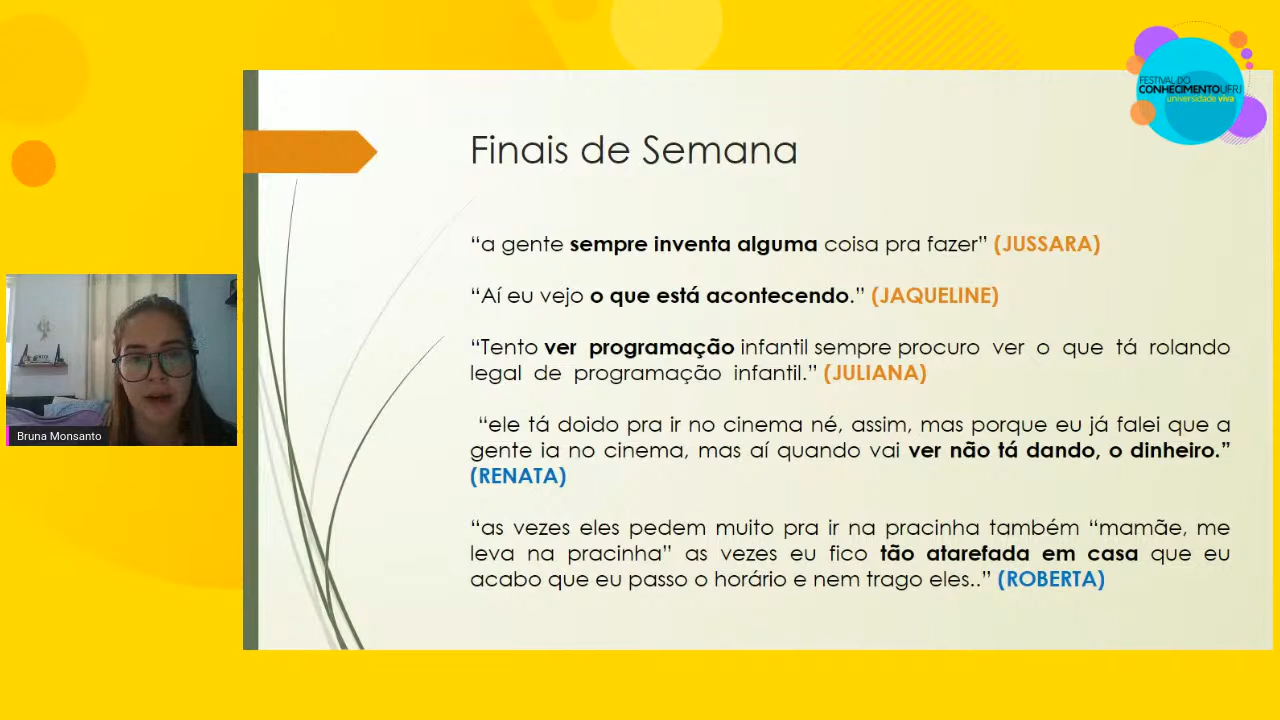 FESTIVAL DO
CONHECIMENTO UFRJ
universidade viva
Finais de Semana
“a gente sempre inventa alguma coisa pra fazer” (JUSSARA)
“Aí eu vejo o que está acontecendo.” (JAQUELINE)
“Tento ver programação infantil sempre procuro ver o que tá rolando
legal de programação infantil.” (JULIANA)
“ele tá doido pra ir no cinema né, assim, mas porque eu já falei que a
gente ia no cinema, mas aí quando vai ver não tá dando, o dinheiro.”
(RENATA)
“as vezes eles pedem muito pra ir na pracinha também “mamãe, me
leva na pracinha” as vezes eu fico tão atarefada em casa que eu
acabo que eu passo o horário e nem trago eles..” (ROBERTA)
Bruna Monsanto